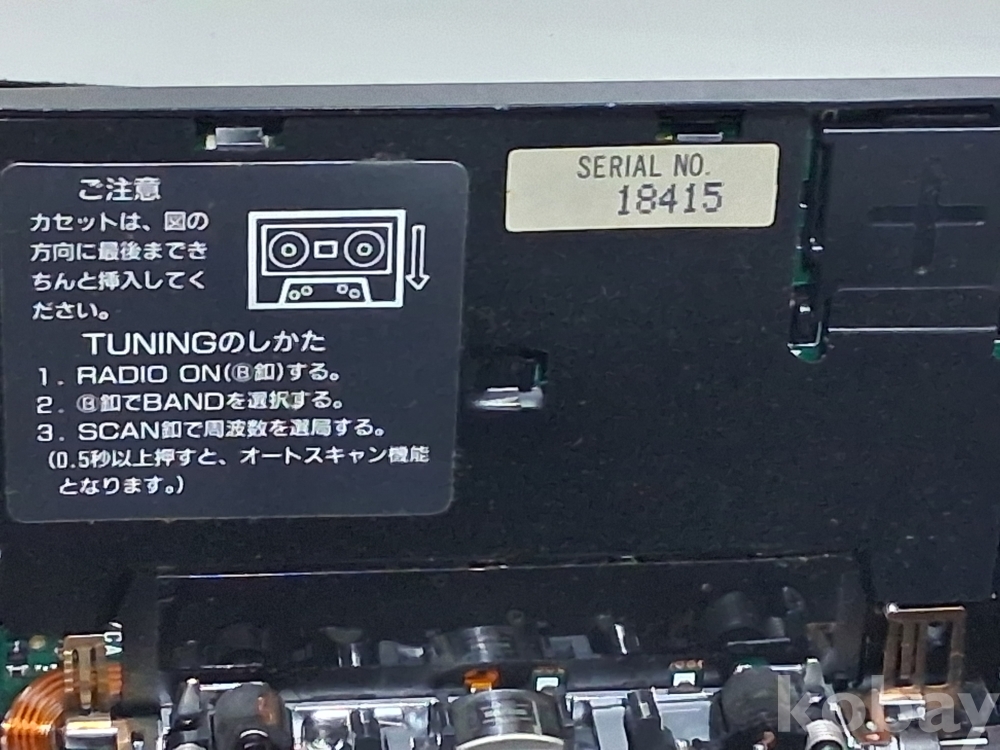 ご注意
カセットは、図の
方向に最後までき
ちんと挿入してく
ださい。
TUNINGのしかた
1. RADIO ON(Ⓑ釦)する。
2. Ⓑ釦でBANDを選択する。
3. SCAN釦で周波数を選局する。
(0.5秒以上押すと、オートスキャン機能
となります。)
SERIAL NO.
18415
kobay